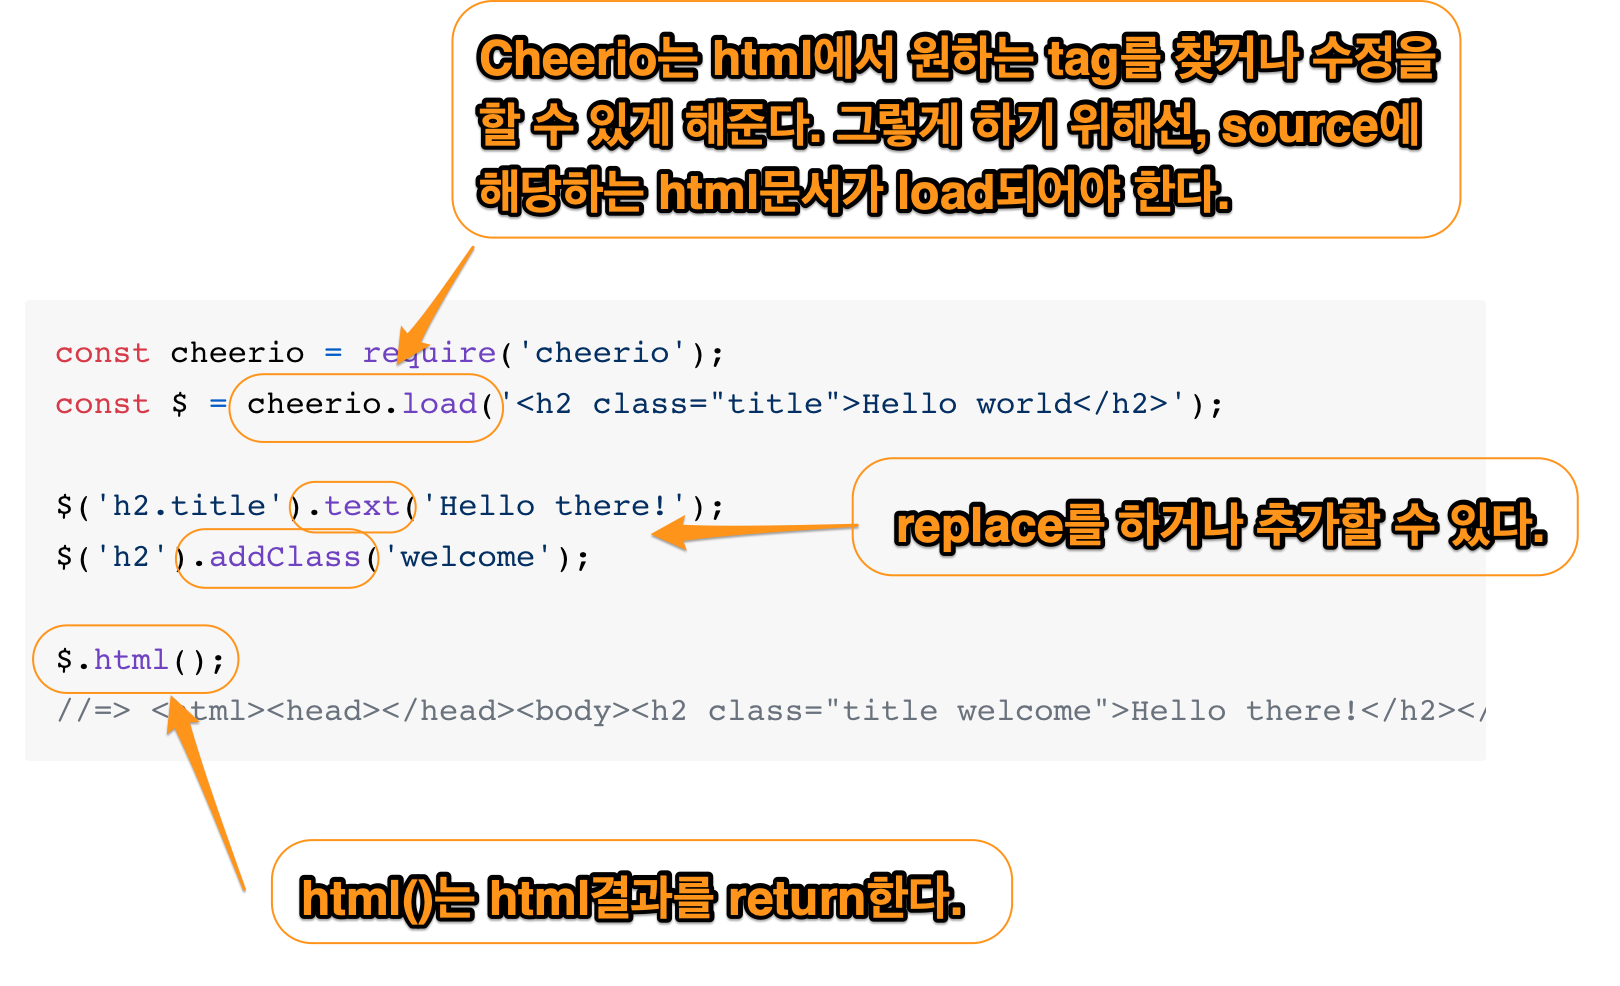 Cheerio는 html에서 원하는 tag를 찾거나 수정을
할 수 있게 해준다. 그렇게 하기 위해선, source에
해당하는 html문서가 load되어야 한다.
const cheerio = require('cheerio');
const $ = cheerio.load('<h2 class="title">Hello world</h2>');
$('h2.title').text('Hello there!');
replace를 하거나 추가할 수 있다.
$('h2').addClass('welcome');
$.html();
//=> <html><head></head><body><h2 class="title welcome">Hello there!</h2></
html()는 html결과를 return한다.